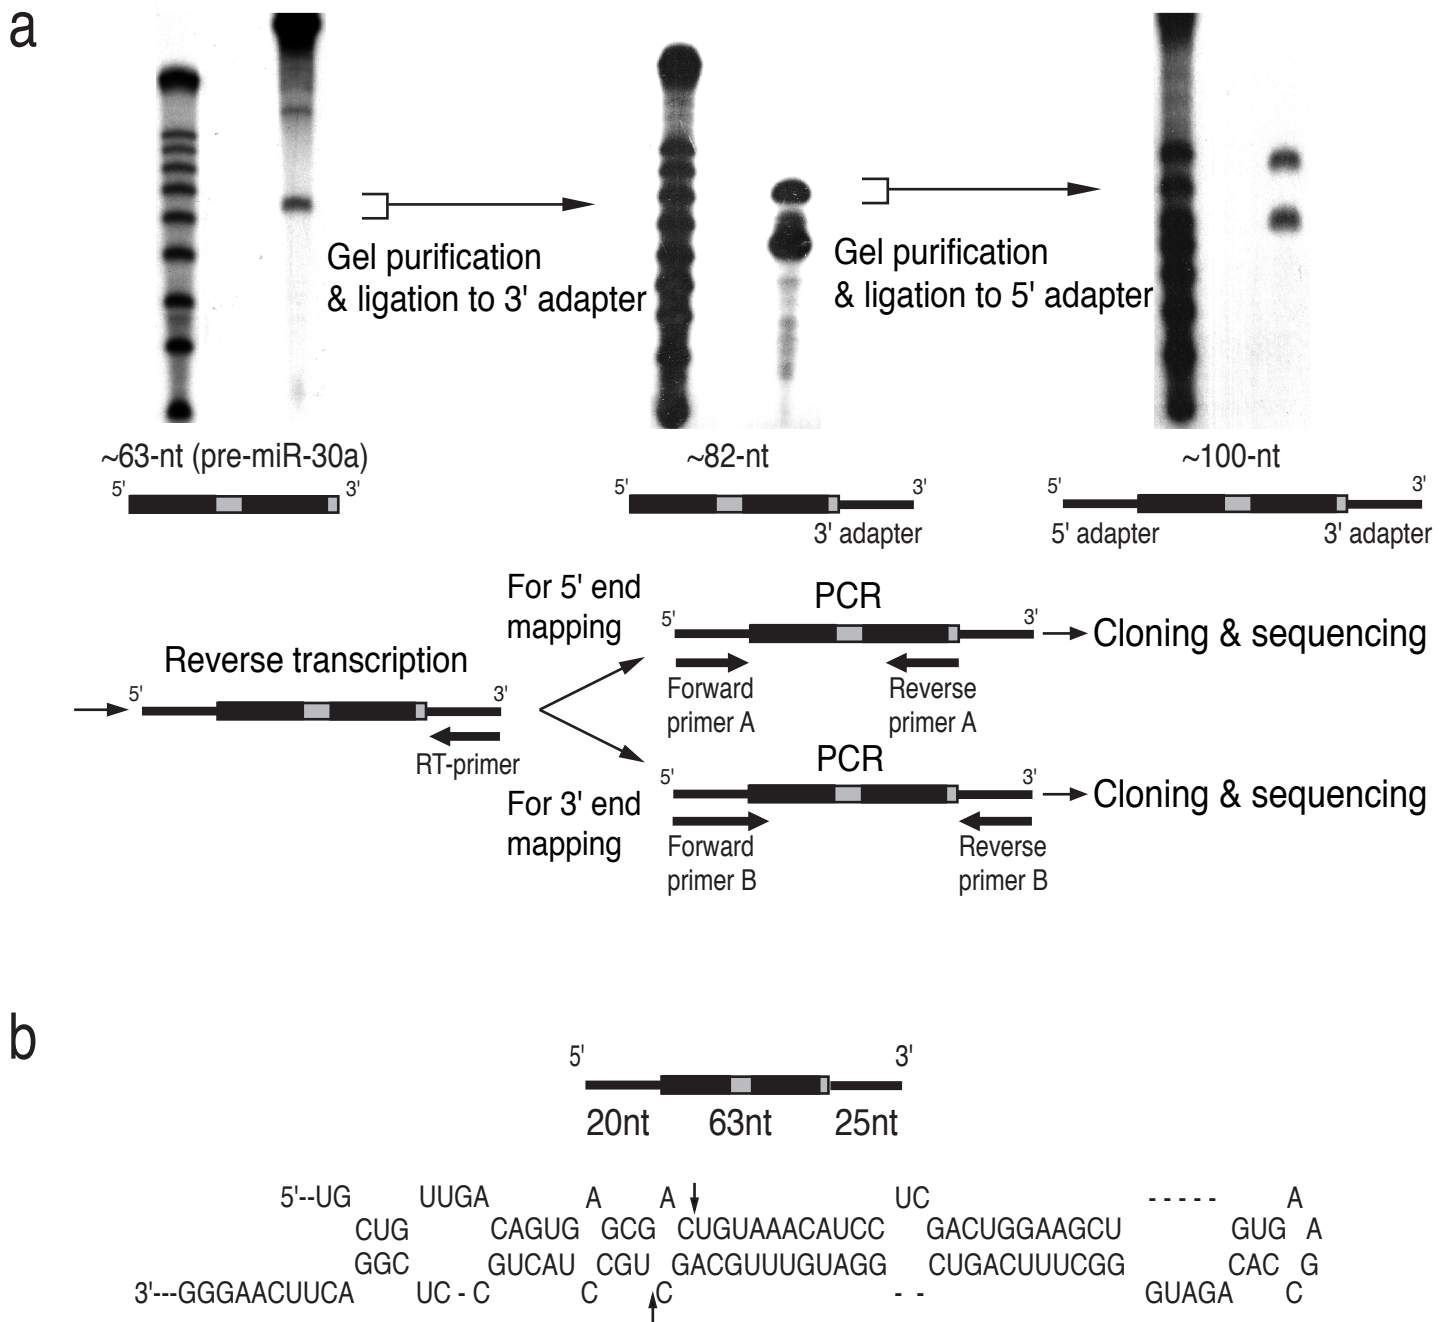 a
Gel purification
& ligation to 3' adapter
Gel purification
& ligation to 5' adapter
~63-nt (pre-miR-30a)
5' 3'
~82-nt
5' 3'
3' adapter
~100-nt
5' 3'
5' adapter 3' adapter
Reverse transcription
5' 3'
RT-primer
For 5' end
mapping
PCR
5' 3'
Forward
primer A
Reverse
primer A
Cloning & sequencing
For 3' end
mapping
PCR
5' 3'
Forward
primer B
Reverse
primer B
Cloning & sequencing
b
5' 3'
20nt 63nt 25nt
5'--UG UUGA A A UC ----- A
CUG CAGUG GCG CUGUAAACAUCC GACUGGAAGCU GUG A
GGC GUCAU CGU GACGUUUGUAGG CUGACUUUCGG CAC G
3'---GGGAACUUCA UC - C C C - - GUAGA C